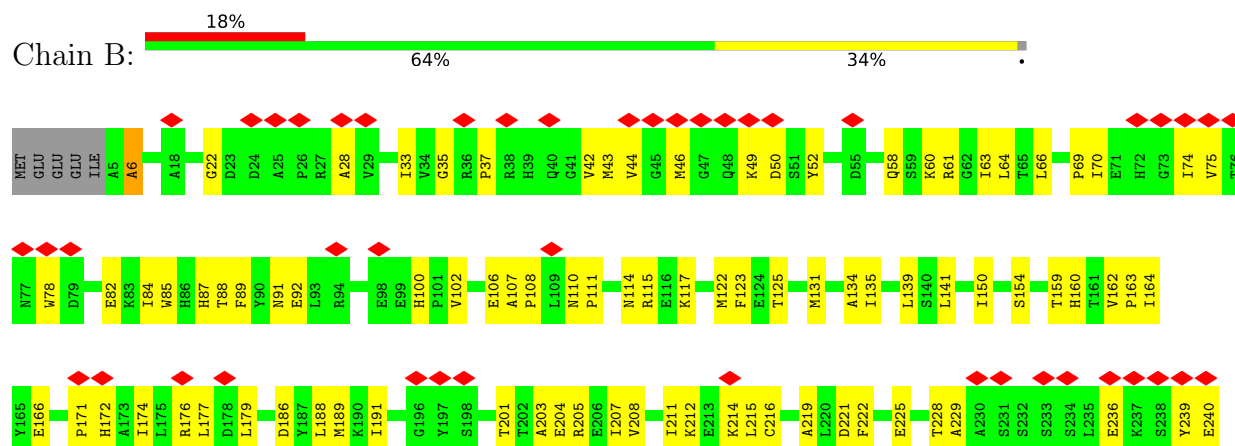 18%
Chain B:
64% 34% •
MET GLU GLU GLU ILE A5 A6 A18 G22 D23 D24 A25 P26 R27 A28 V29 I33 V34 G35 R36 P37 R38 H39 Q40 G41 V42 M43 V44 G45 M46 G47 Q48 K49 D50 S51 Y52 D55 Q58 S59 K60 R61 G62 I63 L64 T65 L66 P69 I70 E71 H72 G73 I74 V75 T76
N77 W78 D79 E82 K83 I84 W85 H86 H87 T88 F89 Y90 N91 E92 L93 R94 E98 E99 H100 P101 V102 E106 A107 P108 L109 N110 P111 N114 R115 E116 K117 M122 F123 E124 T125 M131 A134 I135 L139 S140 L141 I150 S154 T159 H160 T161 V162 P163 I164
Y165 E166 P171 H172 A173 I174 L175 R176 L177 D178 L179 D186 Y187 L188 M189 K190 I191 G196 Y197 S198 T201 T202 A203 E204 R205 E206 I207 V208 I211 K212 E213 K214 L215 C216 A219 L220 D221 F222 E225 T228 A229 A230 S231 S232 S233 S234 L235 E236 K237 S238 Y239 E240